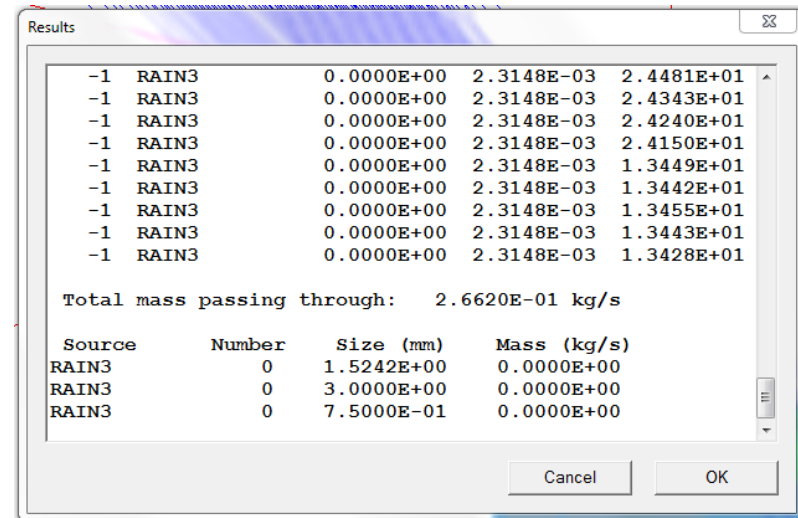 Results
-1 RAIN3 0.0000E+00 2.3148E-03 2.4481E+01
-1 RAIN3 0.0000E+00 2.3148E-03 2.4343E+01
-1 RAIN3 0.0000E+00 2.3148E-03 2.4240E+01
-1 RAIN3 0.0000E+00 2.3148E-03 2.4150E+01
-1 RAIN3 0.0000E+00 2.3148E-03 1.3449E+01
-1 RAIN3 0.0000E+00 2.3148E-03 1.3442E+01
-1 RAIN3 0.0000E+00 2.3148E-03 1.3455E+01
-1 RAIN3 0.0000E+00 2.3148E-03 1.3443E+01
-1 RAIN3 0.0000E+00 2.3148E-03 1.3428E+01
Total mass passing through: 2.6620E-01 kg/s
Source Number Size (mm) Mass (kg/s)
RAIN3 0 1.5242E+00 0.0000E+00
RAIN3 0 3.0000E+00 0.0000E+00
RAIN3 0 7.5000E-01 0.0000E+00
Cancel OK